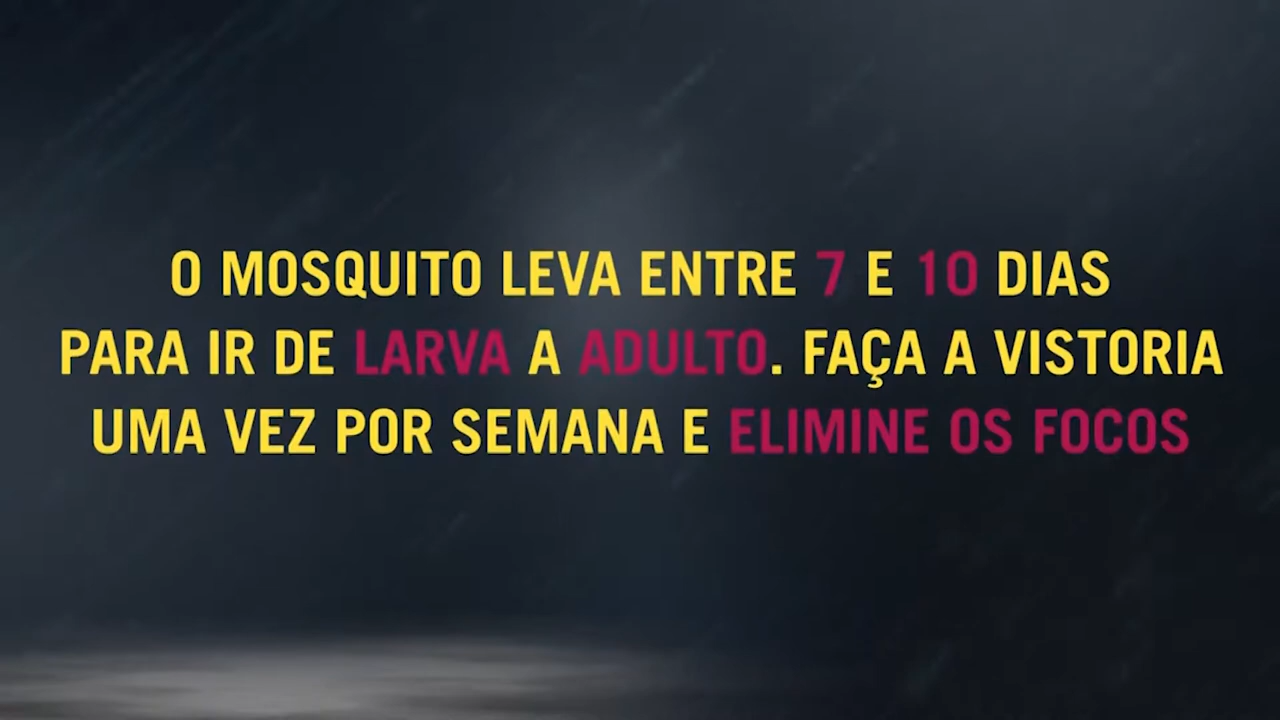 O MOSQUITO LEVA ENTRE 7 E 10 DIAS
PARA IR DE LARVA A ADULTO. FAÇA A VISTORIA
UMA VEZ POR SEMANA E ELIMINE OS FOCOS